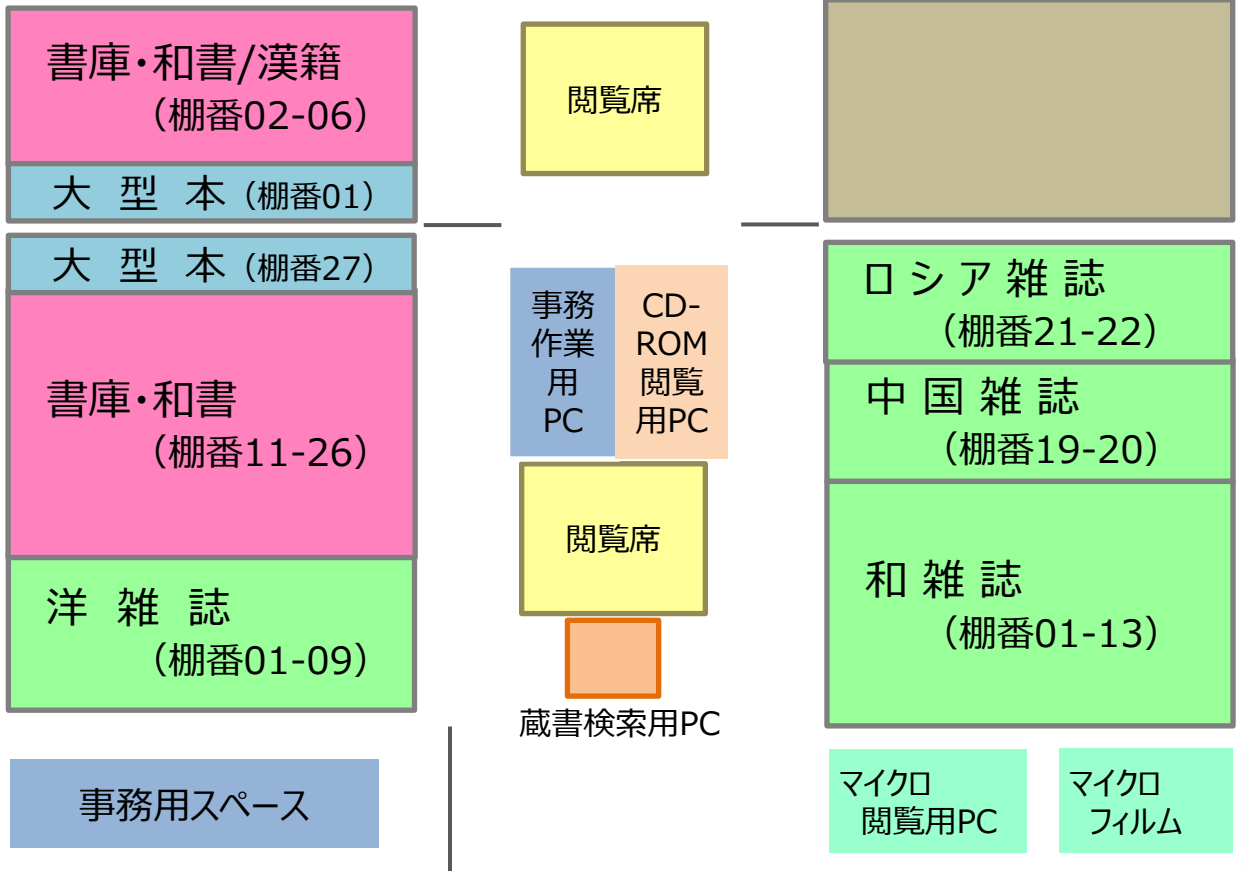 書庫・和書/漢籍
（棚番02-06）
大 型 本（棚番01）
大 型 本（棚番27）
書庫・和書
（棚番11-26）
洋 雑 誌
（棚番01-09）
事務用スペース
閲覧席
事務
作業
用
PC
CD-
ROM
閲覧
用PC
閲覧席
蔵書検索用PC
ロ シ ア 雑 誌
（棚番21-22）
中 国 雑 誌
（棚番19-20）
和 雑 誌
（棚番01-13）
マイクロ
閲覧用PC
マイクロ
フィルム